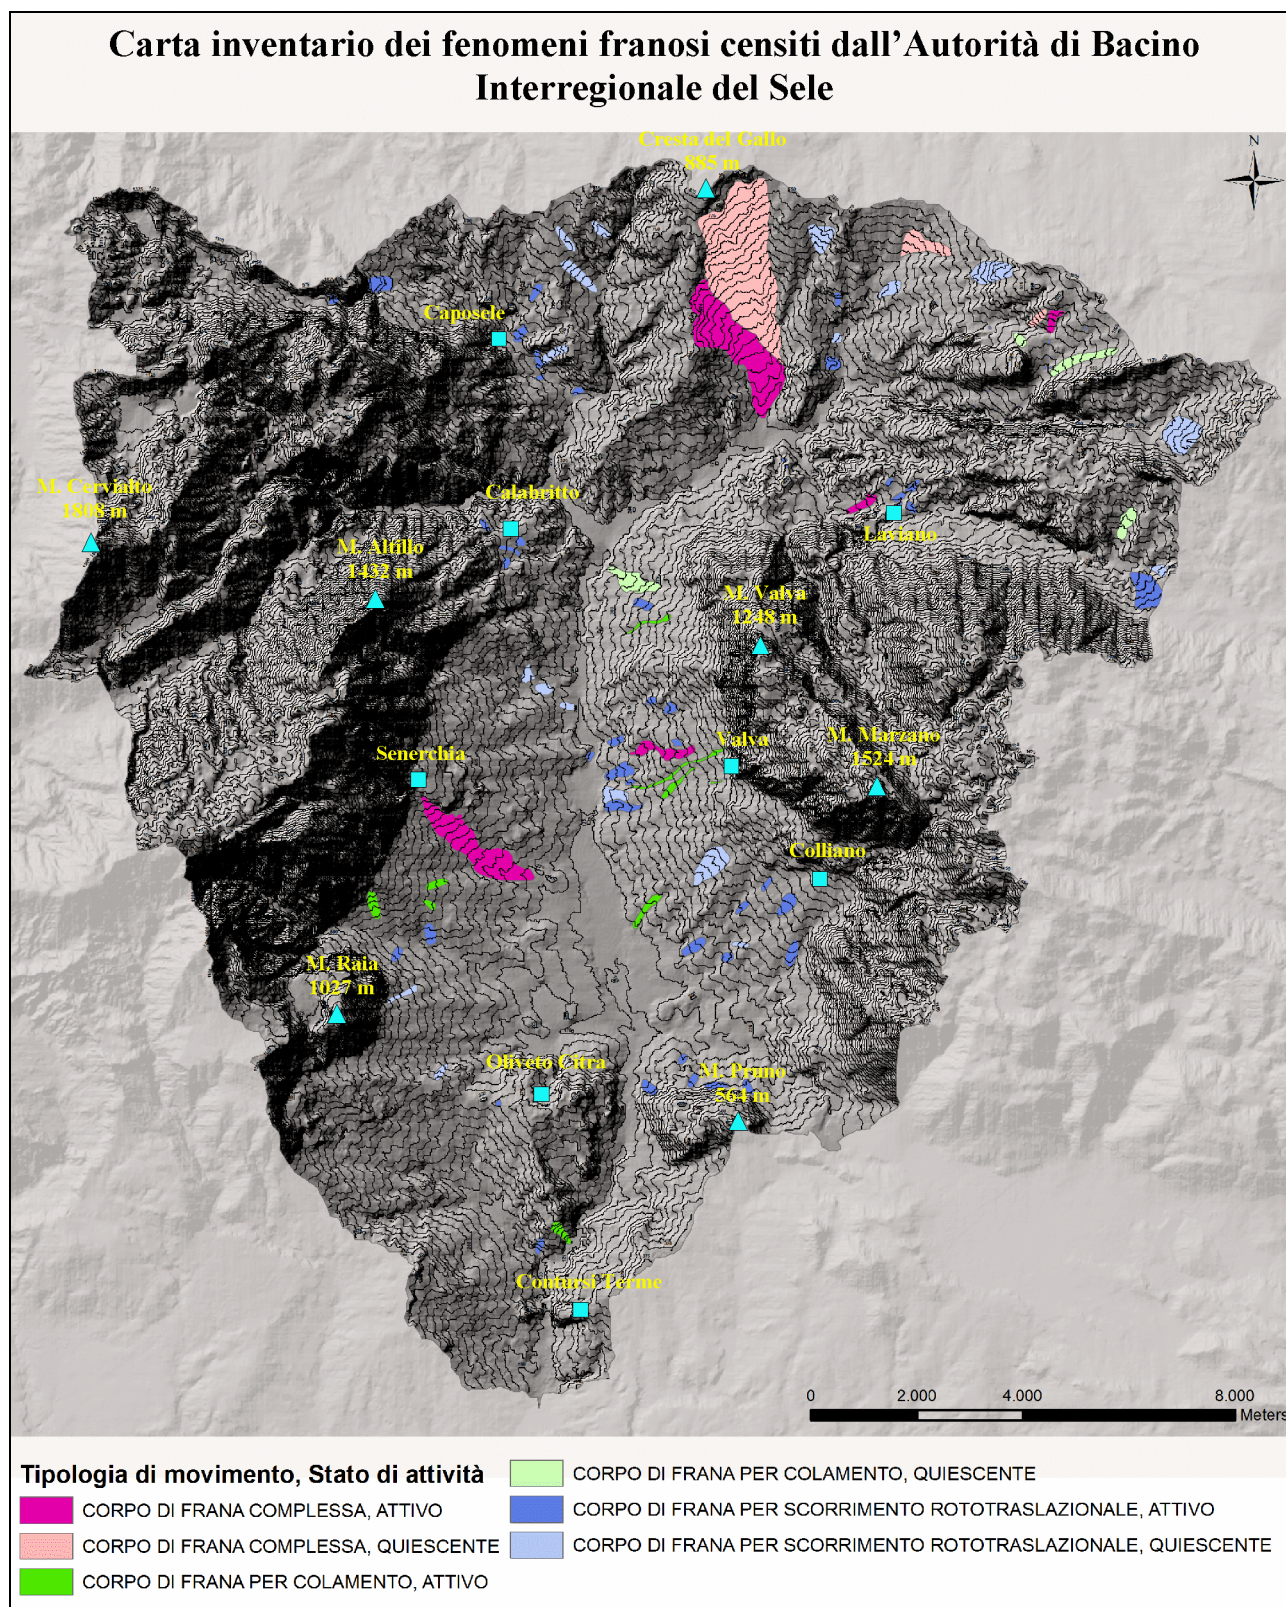 Carta inventario dei fenomeni franosi censiti dall'Autorità di Bacino
Interregionale del Sele
Cresta del Gallo
885 m
N
Caposele
M. Cervialto
1808 m
Calabritto
Laviano
M. Altillo
1432 m
M. Valva
1248 m
Senerchia
Valva
M. Marzano
1524 m
Colliano
M. Raia
1027 m
Oliveto Citra
M. Pruno
564 m
Contursi Terme
0 2.000 4.000 8.000
Meters
Tipologia di movimento, Stato di attività
CORPO DI FRANA COMPLESSA, ATTIVO
CORPO DI FRANA COMPLESSA, QUIESCENTE
CORPO DI FRANA PER COLAMENTO, ATTIVO
CORPO DI FRANA PER COLAMENTO, QUIESCENTE
CORPO DI FRANA PER SCORRIMENTO ROTOTRASLAZIONALE, ATTIVO
CORPO DI FRANA PER SCORRIMENTO ROTOTRASLAZIONALE, QUIESCENTE